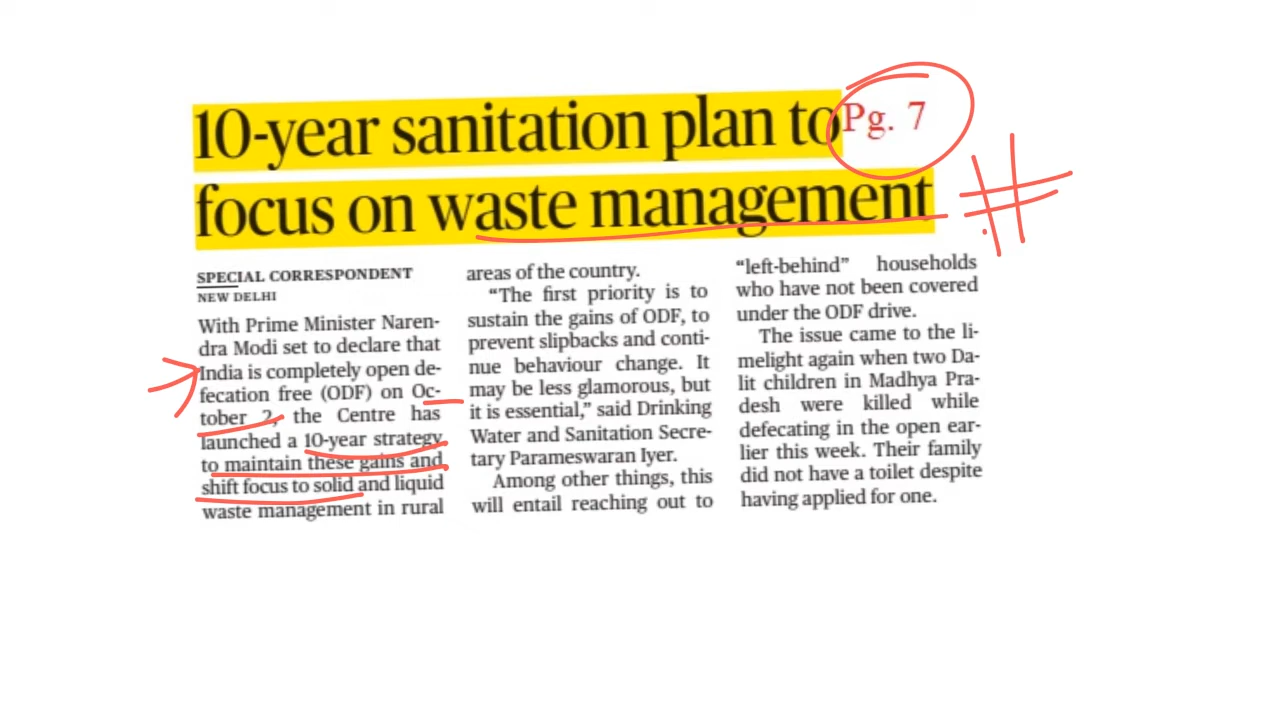 10-year sanitation plan to
Pg. 7
focus on waste management
SPECIAL CORRESPONDENT
NEW DELHI
With Prime Minister Naren-
dra Modi set to declare that
India is completely open de-
fecation free (ODF) on Oc-
tober 2, the Centre has
launched a 10-year strategy
to maintain these gains and
shift focus to solid and liquid
waste management in rural
areas of the country.
“The first priority is to
sustain the gains of ODF, to
prevent slipbacks and conti-
nue behaviour change. It
may be less glamorous, but
it is essential,” said Drinking
Water and Sanitation Secre-
tary Parameswaran Iyer.
Among other things, this
will entail reaching out to
“left-behind” households
who have not been covered
under the ODF drive.
The issue came to the li-
melight again when two Da-
lit children in Madhya Pra-
desh were killed while
defecating in the open ear-
lier this week. Their family
did not have a toilet despite
having applied for one.
#